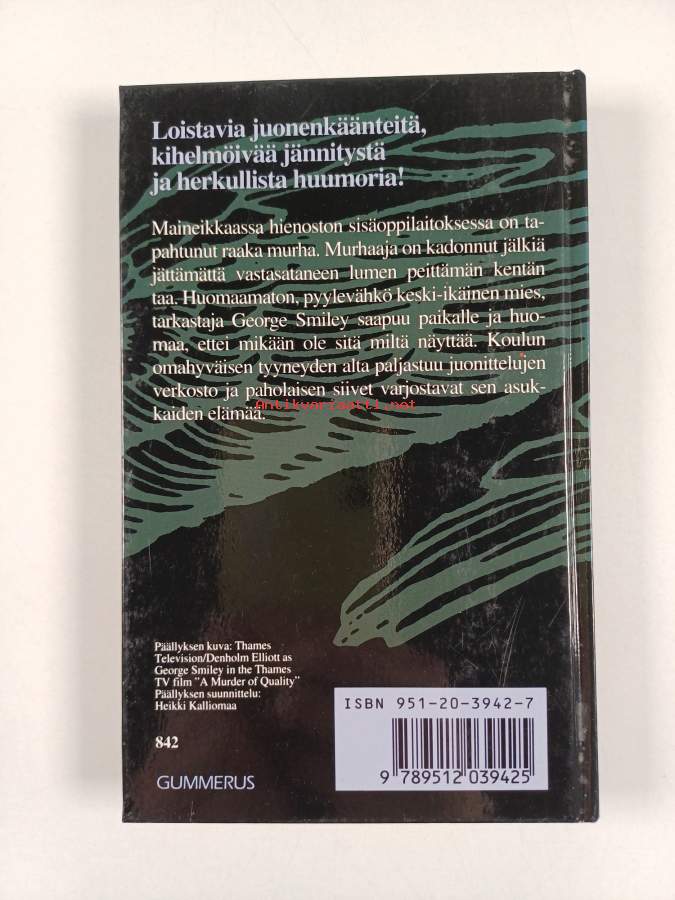 Loistavia juonenkäänteitä,
kihelmöivää jännitystä
ja herkullista huumoria!
Maineikkaassa hienoston sisäoppilaitoksessa on ta-
pahtunut raaka murha. Murhaaja on kadonnut jälkiä
jättämättä vastasataneen lumen peittämän kentän
taa. Huomaamaton, pyylevähkö keski-ikäinen mies,
tarkastaja George Smiley saapuu paikalle ja huo-
maa, ettei mikään ole sitä miltä näyttää. Koulun
omahyväisen tyyneyden alta paljastuu juonittelujen
verkosto ja paholaisen siivet varjostavat sen asuk-
kaiden elämää.
Antikvariaatti.net
Päällyksen kuva: Thames
Television/Denholm Elliott as
George Smiley in the Thames
TV film "A Murder of Quality"
Päällyksen suunnittelu:
Heikki Kalliomaa
842
GUMMERUS
ISBN 951-20-3942-7
9 789512 039425